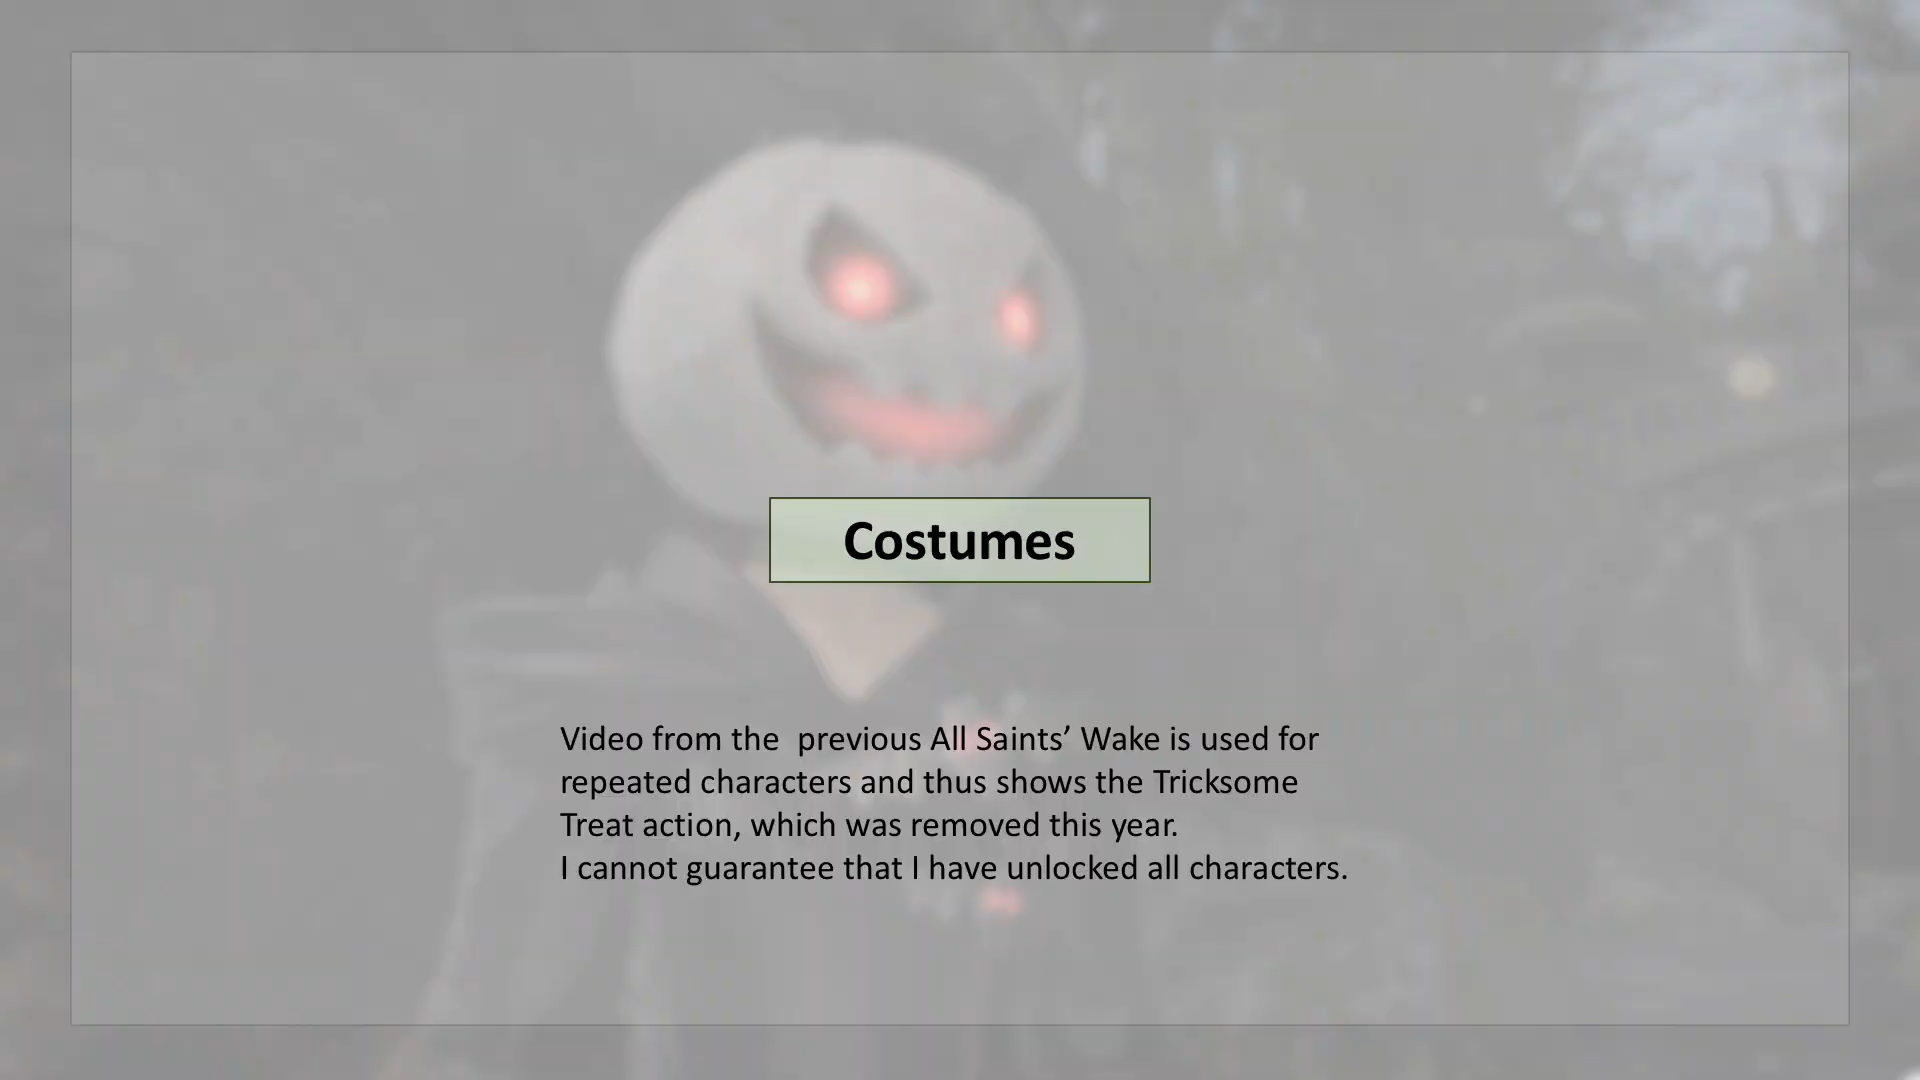 Costumes
Video from the  previous All Saints’ Wake is used for
repeated characters and thus shows the Tricksome
Treat action, which was removed this year.
I cannot guarantee that I have unlocked all characters.